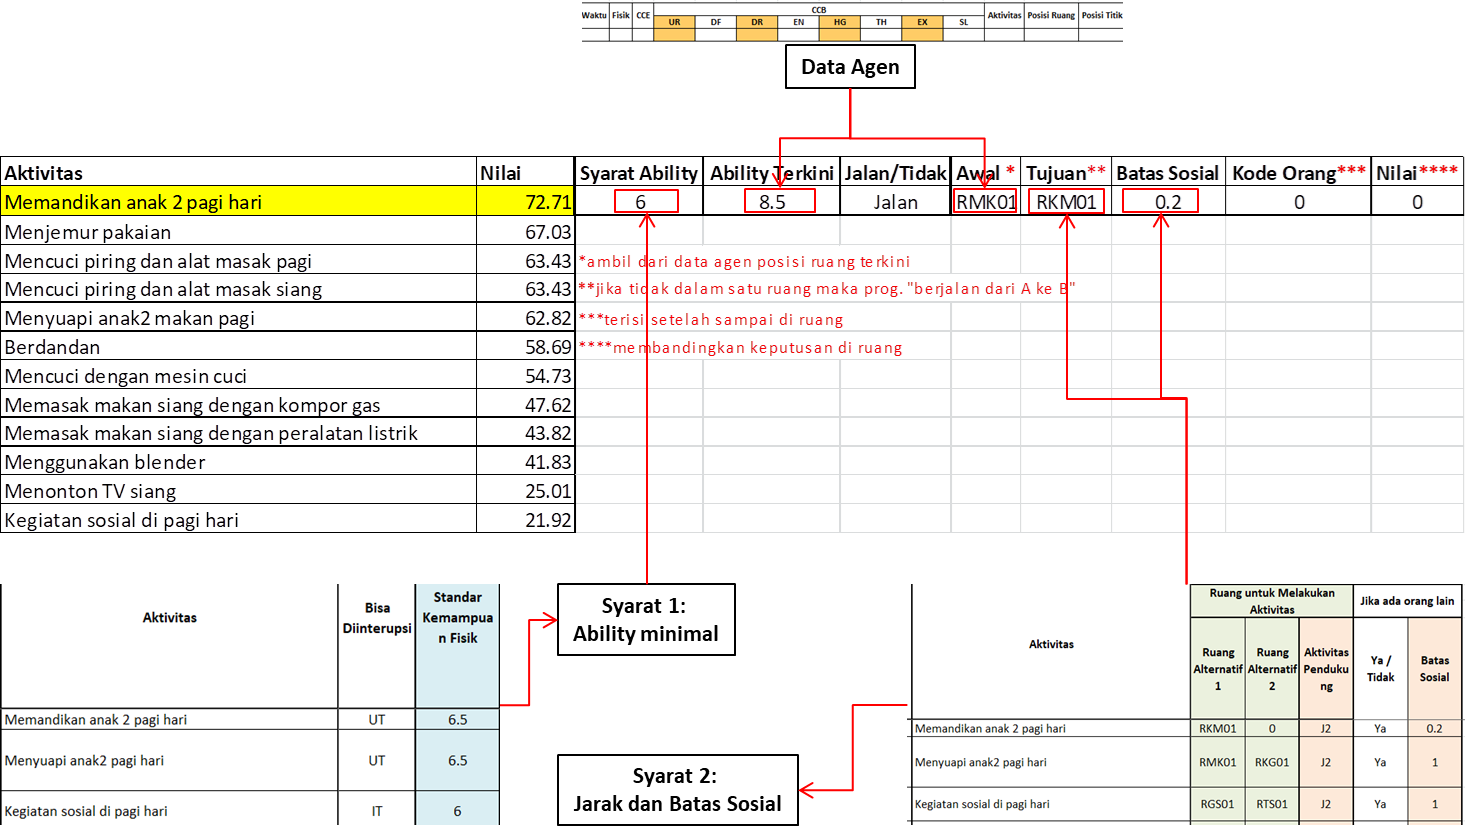 Waktu Fisik CCE CCB Aktivitas Posisi Ruang Posisi Titik
UR DF DR EN HG TH EX SL
Data Agen
Aktivitas Nilai Syarat Ability Ability Terkini Jalan/Tidak Awal * Tujuan** Batas Sosial Kode Orang*** Nilai****
Memandikan anak 2 pagi hari 72.71 6 8.5 Jalan RMK01 RKM01 0.2 0 0
Menjemur pakaian 67.03
Mencuci piring dan alat masak pagi 63.43 *ambil dari data agen posisi ruang terkini
Mencuci piring dan alat masak siang 63.43 **jika tidak dalam satu ruang maka prog. "berjalan dari A ke B"
Menyuapi anak2 makan pagi 62.82 ***terisi setelah sampai di ruang
Berdandan 58.69 ****membandingkan keputusan di ruang
Mencuci dengan mesin cuci 54.73
Memasak makan siang dengan kompor gas 47.62
Memasak makan siang dengan peralatan listrik 43.82
Menggunakan blender 41.83
Menonton TV siang 25.01
Kegiatan sosial di pagi hari 21.92
Aktivitas
Bisa
Diinterupsi
Standar
Kemampua
n Fisik
Memandikan anak 2 pagi hari UT 6.5
Menyuapi anak2 pagi hari UT 6.5
Kegiatan sosial di pagi hari IT 6
Syarat 1:
Ability minimal
Syarat 2:
Jarak dan Batas Sosial
Aktivitas
Ruang untuk Melakukan
Aktivitas
Jika ada orang lain
Ruang
Alternatif
1
Ruang
Alternatif
2
Aktivitas
Penduku
ng
Ya /
Tidak
Batas
Sosial
Memandikan anak 2 pagi hari RKM01 0 J2 Ya 0.2
Menyuapi anak2 pagi hari RMK01 RKG01 J2 Ya 1
Kegiatan sosial di pagi hari RGS01 RTS01 J2 Ya 1